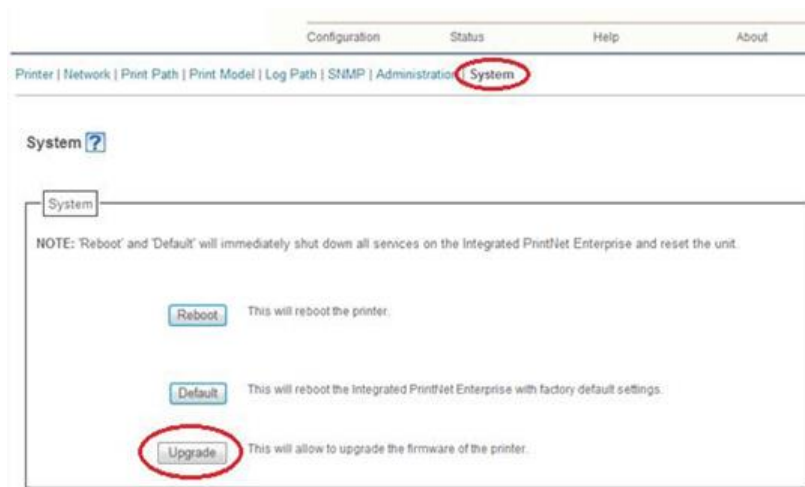 Configuration Status Help About
Printer | Network | Print Path | Print Model | Log Path | SNMP | Administration | System
System ?
System
NOTE: 'Reboot' and 'Default' will immediately shut down all services on the Integrated PrintNet Enterprise and reset the unit.
Reboot This will reboot the printer.
Default This will reboot the Integrated PrintNet Enterprise with factory default settings.
Upgrade This will allow to upgrade the firmware of the printer.